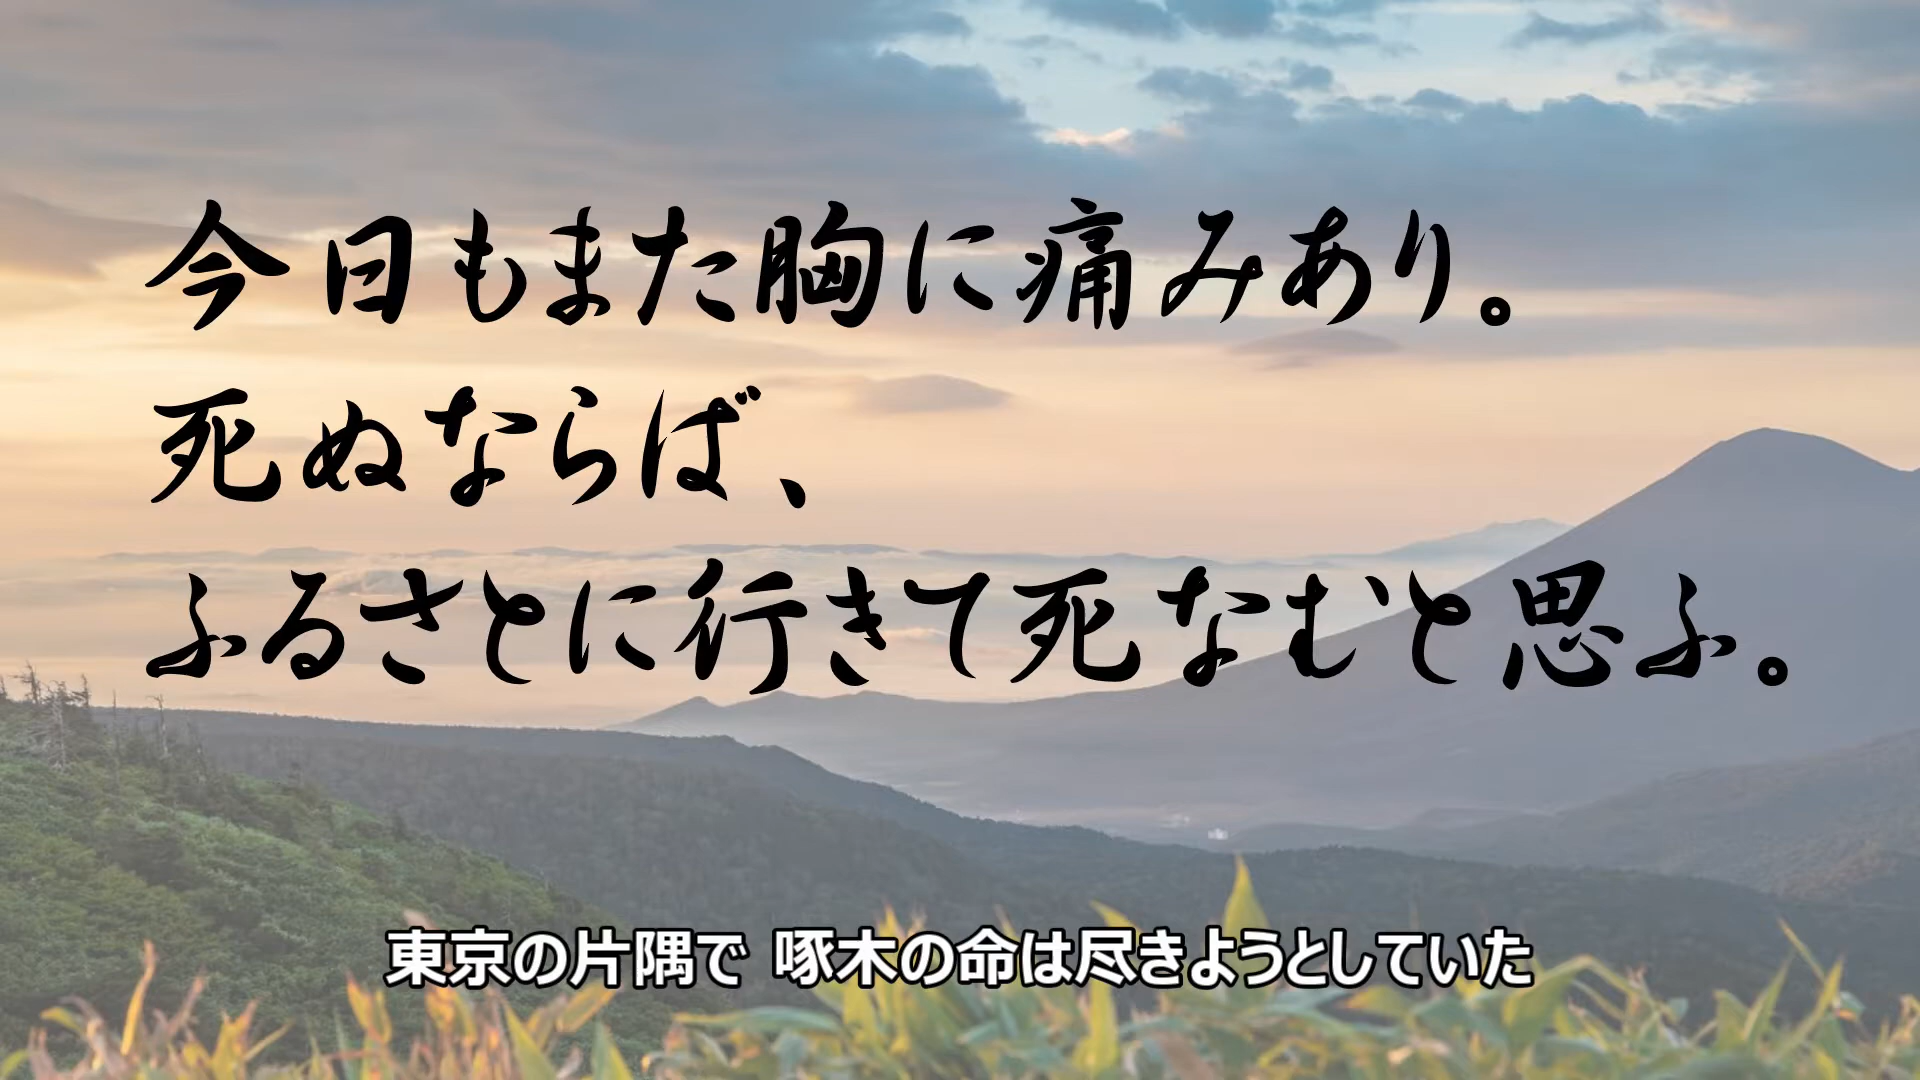 今日もまた胸に痛みあり。
死ぬならば、
ふるさとに行きて死なむと思ふ。
東京の片隅で 啄木の命は尽きようとしていた